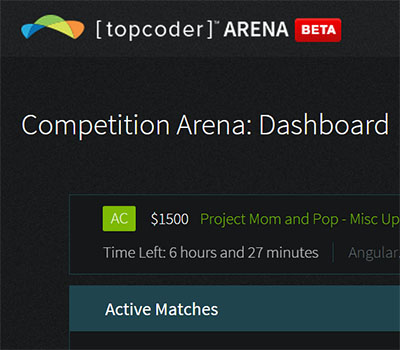 [topcoder]™ ARENA BETA
Competition Arena: Dashboard
AC $1500 Project Mom and Pop - Misc Up
Time Left: 6 hours and 27 minutes Angular.
Active Matches